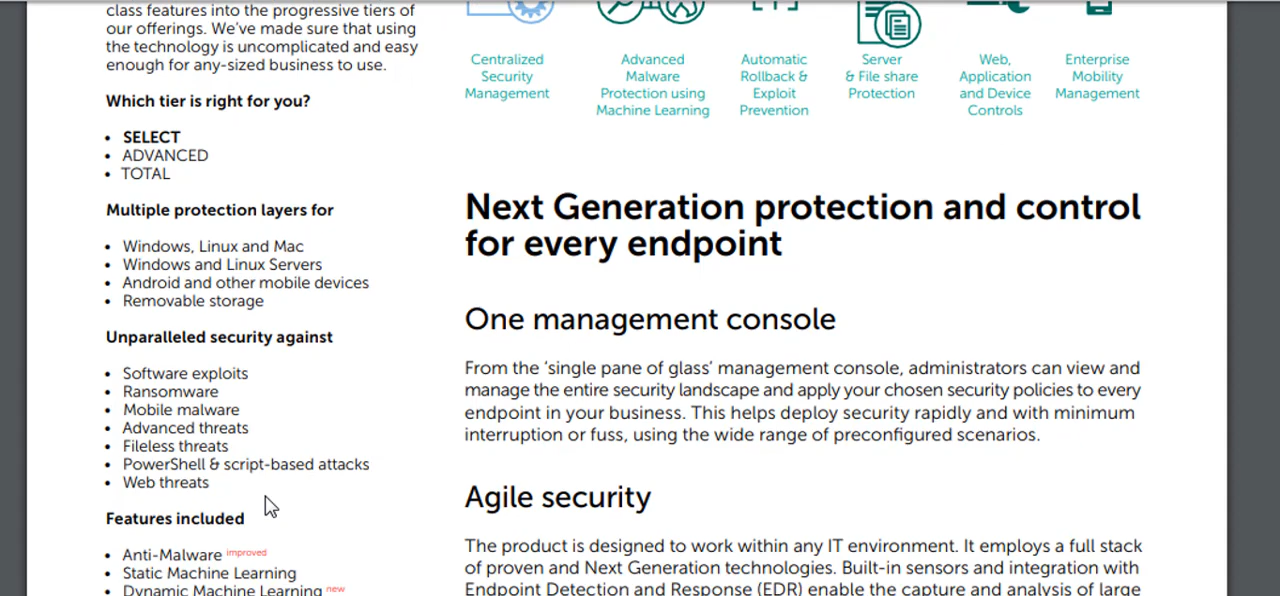 class features into the progressive tiers of
our offerings. We've made sure that using
the technology is uncomplicated and easy
enough for any-sized business to use.
Which tier is right for you?
• SELECT
• ADVANCED
• TOTAL
Multiple protection layers for
• Windows, Linux and Mac
• Windows and Linux Servers
• Android and other mobile devices
• Removable storage
Unparalleled security against
• Software exploits
• Ransomware
• Mobile malware
• Advanced threats
• Fileless threats
• PowerShell & script-based attacks
• Web threats
Features included
• Anti-Malware improved
• Static Machine Learning
• Dynamic Machine Learning new
Centralized
Security
Management
Advanced
Malware
Protection using
Machine Learning
Automatic
Rollback &
Exploit
Prevention
Server
& File share
Protection
Web,
Application
and Device
Controls
Enterprise
Mobility
Management
Next Generation protection and control
for every endpoint
One management console
From the ‘single pane of glass’ management console, administrators can view and
manage the entire security landscape and apply your chosen security policies to every
endpoint in your business. This helps deploy security rapidly and with minimum
interruption or fuss, using the wide range of preconfigured scenarios.
Agile security
The product is designed to work within any IT environment. It employs a full stack
of proven and Next Generation technologies. Built-in sensors and integration with
Endpoint Detection and Response (EDR) enable the capture and analysis of large